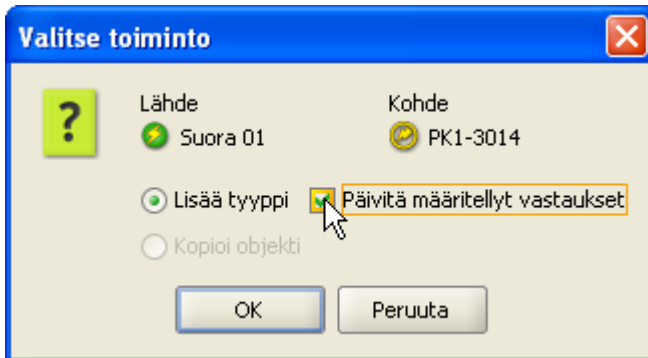 Valitse toiminto
?
Lähde Kohde
Suora 01 PK1-3014
Lisää tyyppi Päivitä määritellyt vastaukset
Kopioi objekti
OK Peruuta